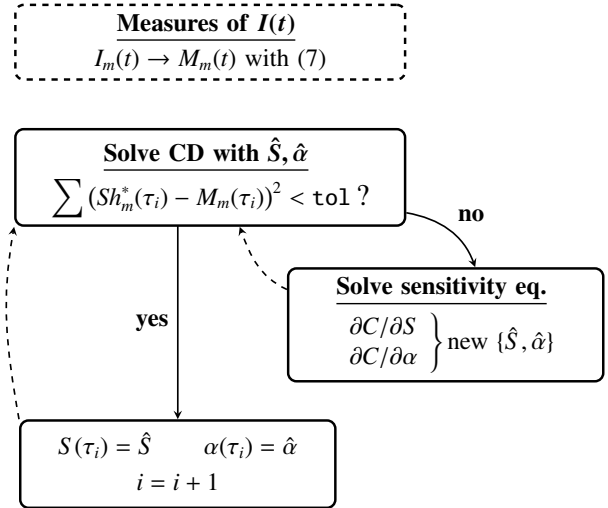 Measures of I(t)
I_m(t) → M_m(t) with (7)
Solve CD with Ŝ, α̂
∑ (Sh*_m(τ_i) − M_m(τ_i))² < tol ?
no
Solve sensitivity eq.
∂C/∂S
∂C/∂α } new {Ŝ, α̂}
yes
S(τ_i) = Ŝ α(τ_i) = α̂
i = i + 1